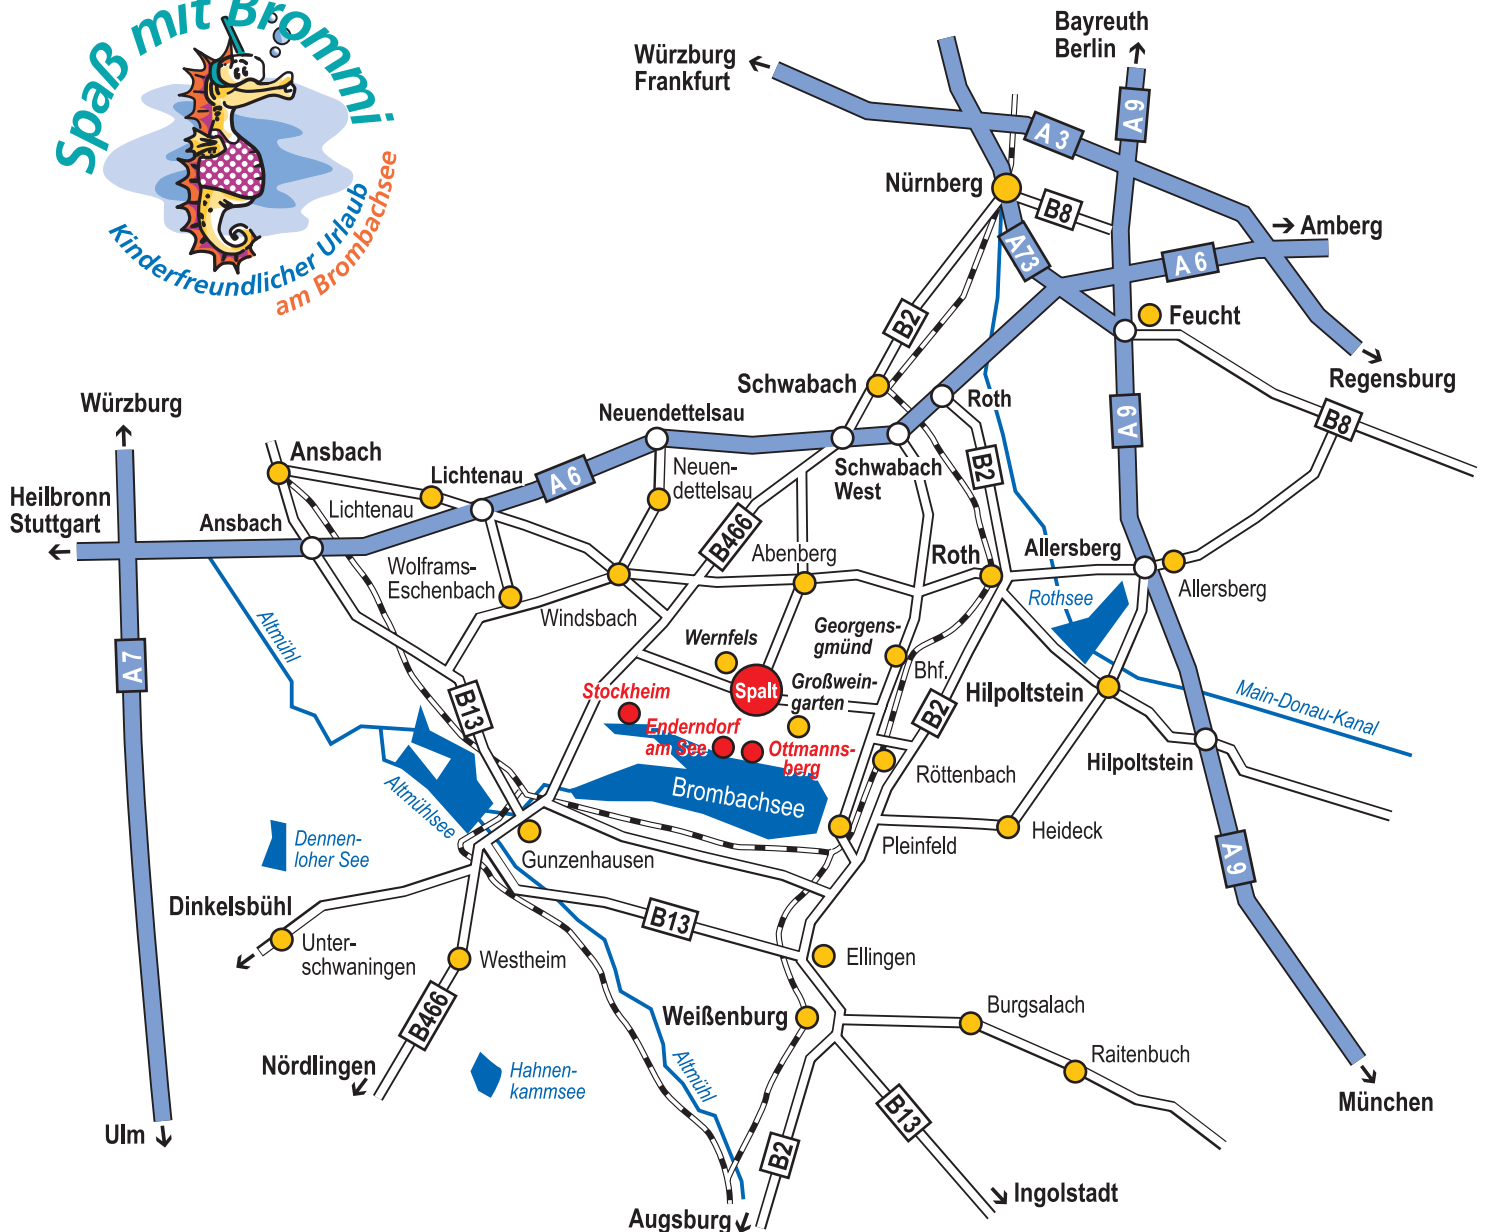 Spaß mit Brommi
Kinderfreundlicher Urlaub
am Brombachsee
Würzburg
Frankfurt
Bayreuth
Berlin
A 9
A 3
Nürnberg
B8
Amberg
A73
A 6
B2
Feucht
Regensburg
Schwabach
Roth
A 9
B8
Würzburg
Neuendettelsau
Ansbach
Lichtenau
A 6
Neuen-
dettelsau
Schwabach
West
B2
Heilbronn
Stuttgart
Lichtenau
Ansbach
B466
Abenberg
Roth
Allersberg
Wolframs-
Eschenbach
Windsbach
Allersberg
Rothsee
Altmühl
A 7
Wernfels
Georgens-
gmünd
Bhf.
Spalt
Großwein-
garten
Stockheim
Hilpoltstein
Main-Donau-Kanal
B13
B2
Enderndorf
am See
Ottmanns-
berg
Hilpoltstein
Röttenbach
Brombachsee
Altmühlsee
Dennen-
loher See
Gunzenhausen
Pleinfeld
Heideck
A 9
Dinkelsbühl
B13
Unter-
schwaningen
Westheim
Ellingen
B466
Weißenburg
Burgsalach
Nördlingen
Hahnen-
kammsee
Altmühl
Raitenbuch
B13
München
Ulm
B2
Ingolstadt
Augsburg